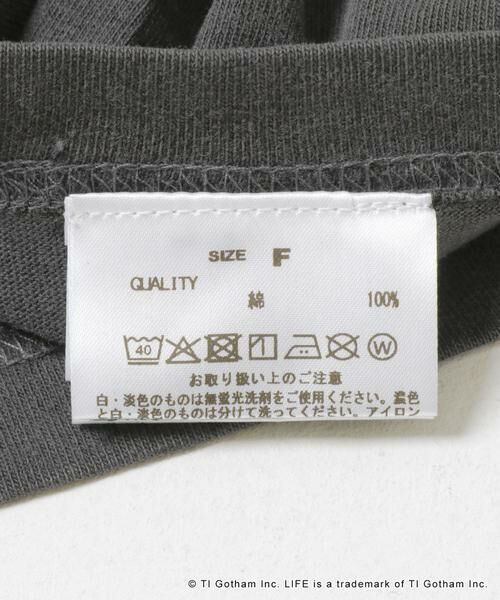 SIZE F
QUALITY
綿 100%
40 W
お取り扱い上のご注意
白・淡色のものは無蛍光洗剤をご使用ください。濃色
と白・淡色のものは分けて洗ってください。アイロン
© TI Gotham Inc. LIFE is a trademark of TI Gotham Inc.